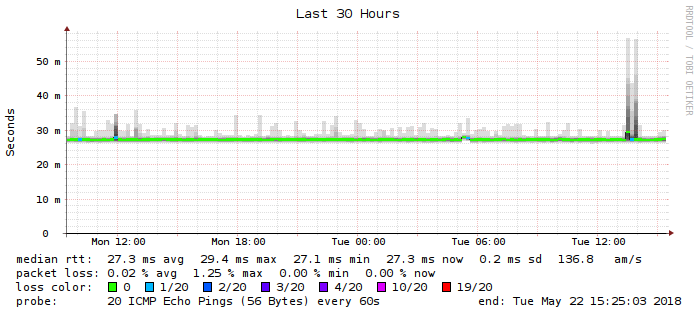 Last 30 Hours
RRDTOOL / TOBI OETIKER
Seconds
50 m
40 m
30 m
20 m
10 m
0
Mon 12:00 Mon 18:00 Tue 00:00 Tue 06:00 Tue 12:00
median rtt: 27.3 ms avg 29.4 ms max 27.1 ms min 27.3 ms now 0.2 ms sd 136.8 am/s
packet loss: 0.02 % avg 1.25 % max 0.00 % min 0.00 % now
loss color: 0 1/20 2/20 3/20 4/20 10/20 19/20
probe: 20 ICMP Echo Pings (56 Bytes) every 60s end: Tue May 22 15:25:03 2018